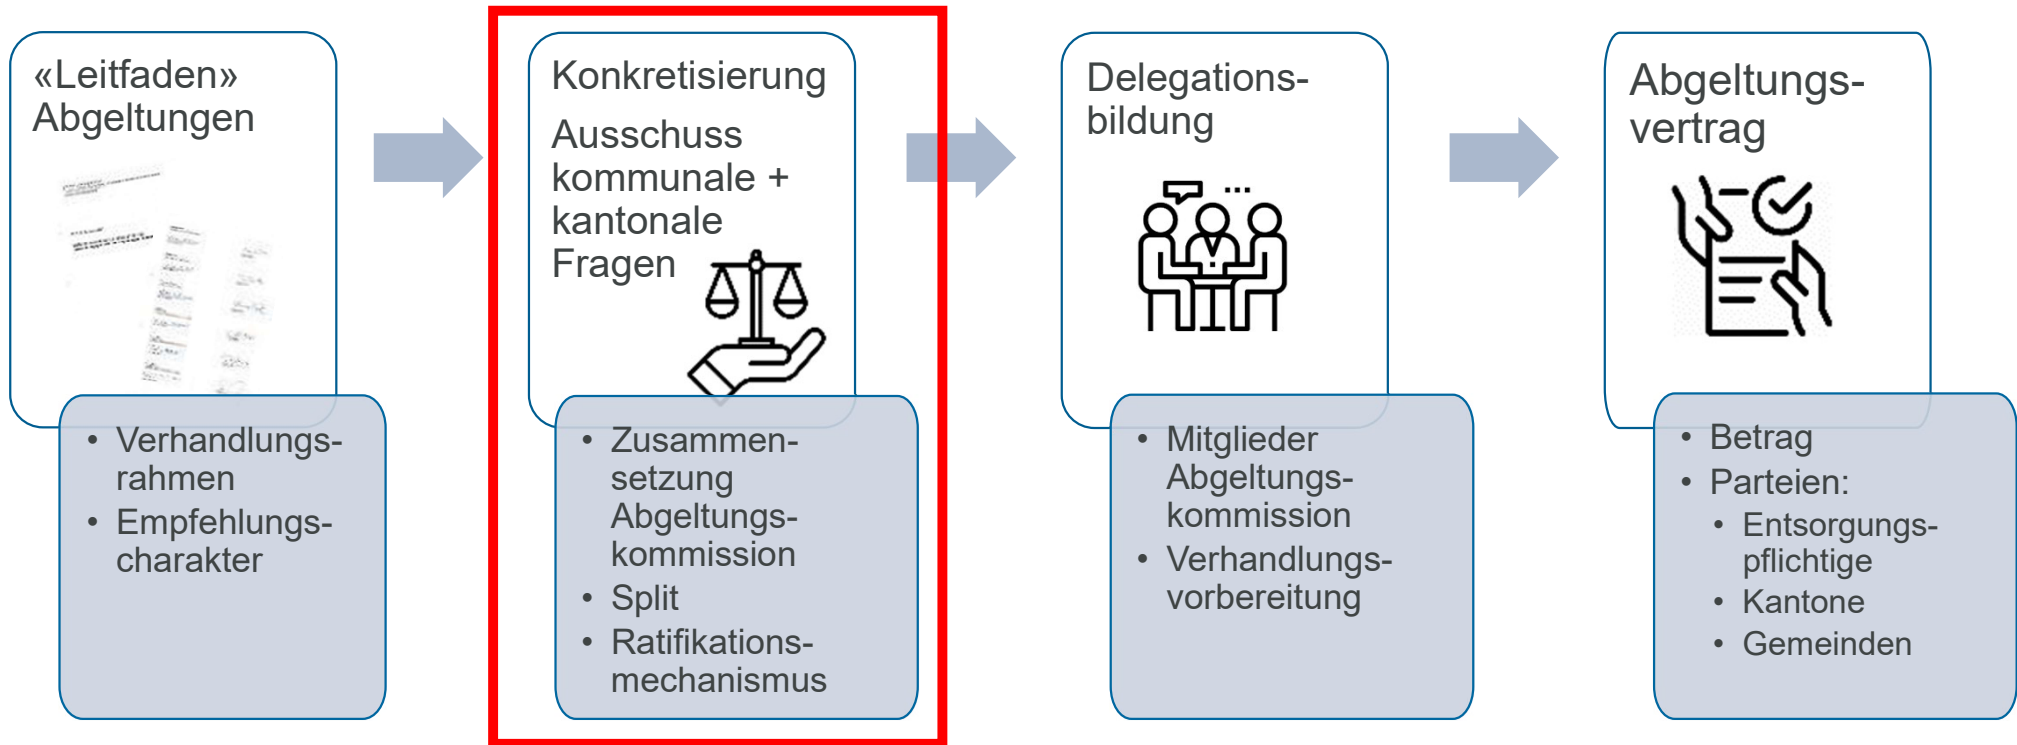 «Leitfaden»
Abgeltungen
• Verhandlungs-
rahmen
• Empfehlungs-
charakter
Konkretisierung
Ausschuss
kommunale +
kantonale
Fragen
• Zusammen-
setzung
Abgeltungs-
kommission
• Split
• Ratifikations-
mechanismus
Delegations-
bildung
...
• Mitglieder
Abgeltungs-
kommission
• Verhandlungs-
vorbereitung
Abgeltungs-
vertrag
• Betrag
• Parteien:
• Entsorgungs-
pflichtige
• Kantone
• Gemeinden